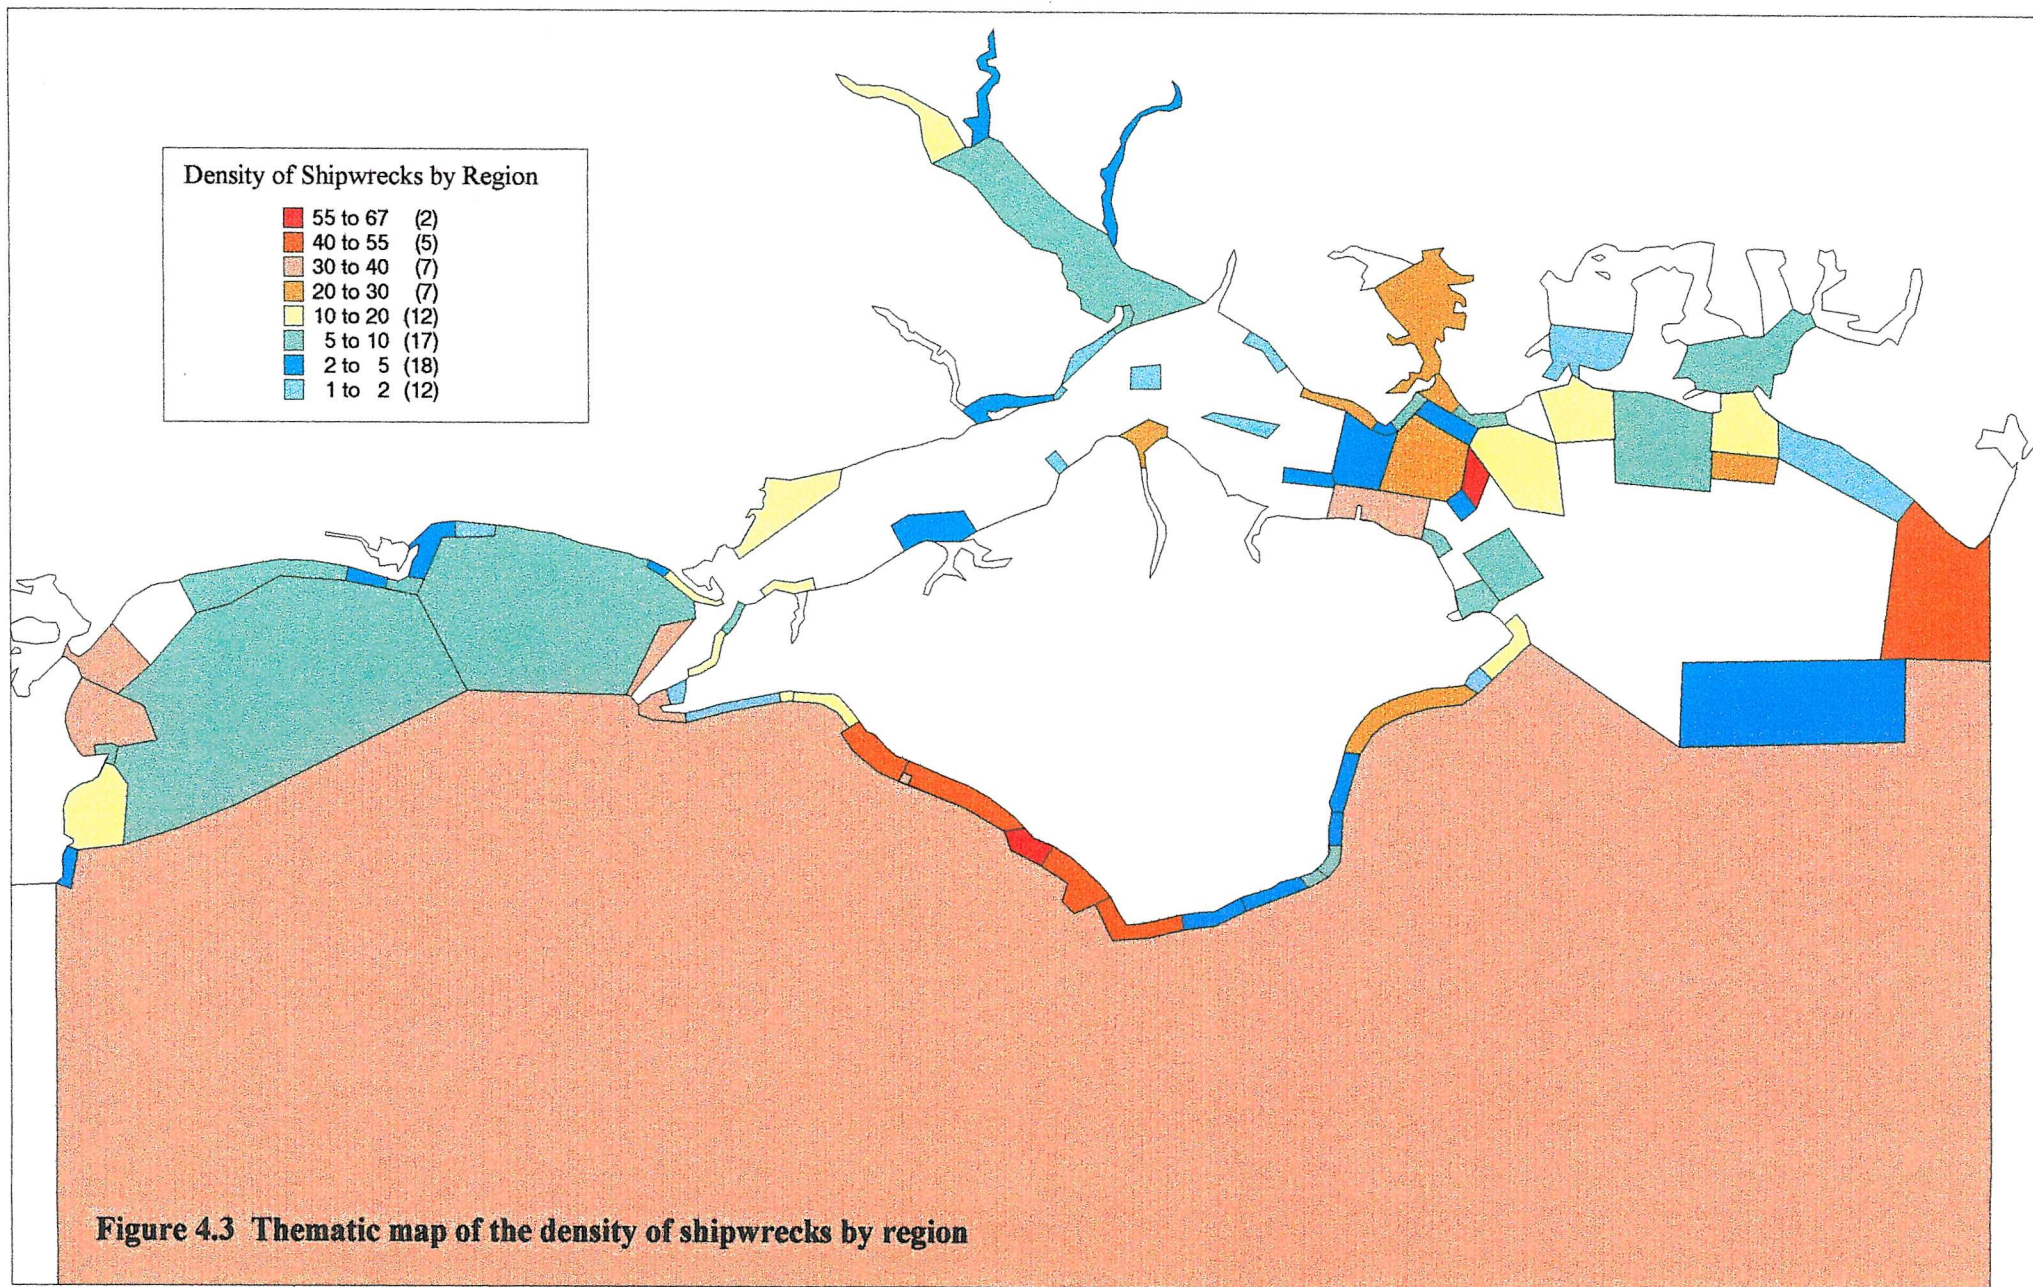 Density of Shipwrecks by Region
55 to 67 (2)
40 to 55 (5)
30 to 40 (7)
20 to 30 (7)
10 to 20 (12)
5 to 10 (17)
2 to 5 (18)
1 to 2 (12)
Figure 4.3 Thematic map of the density of shipwrecks by region